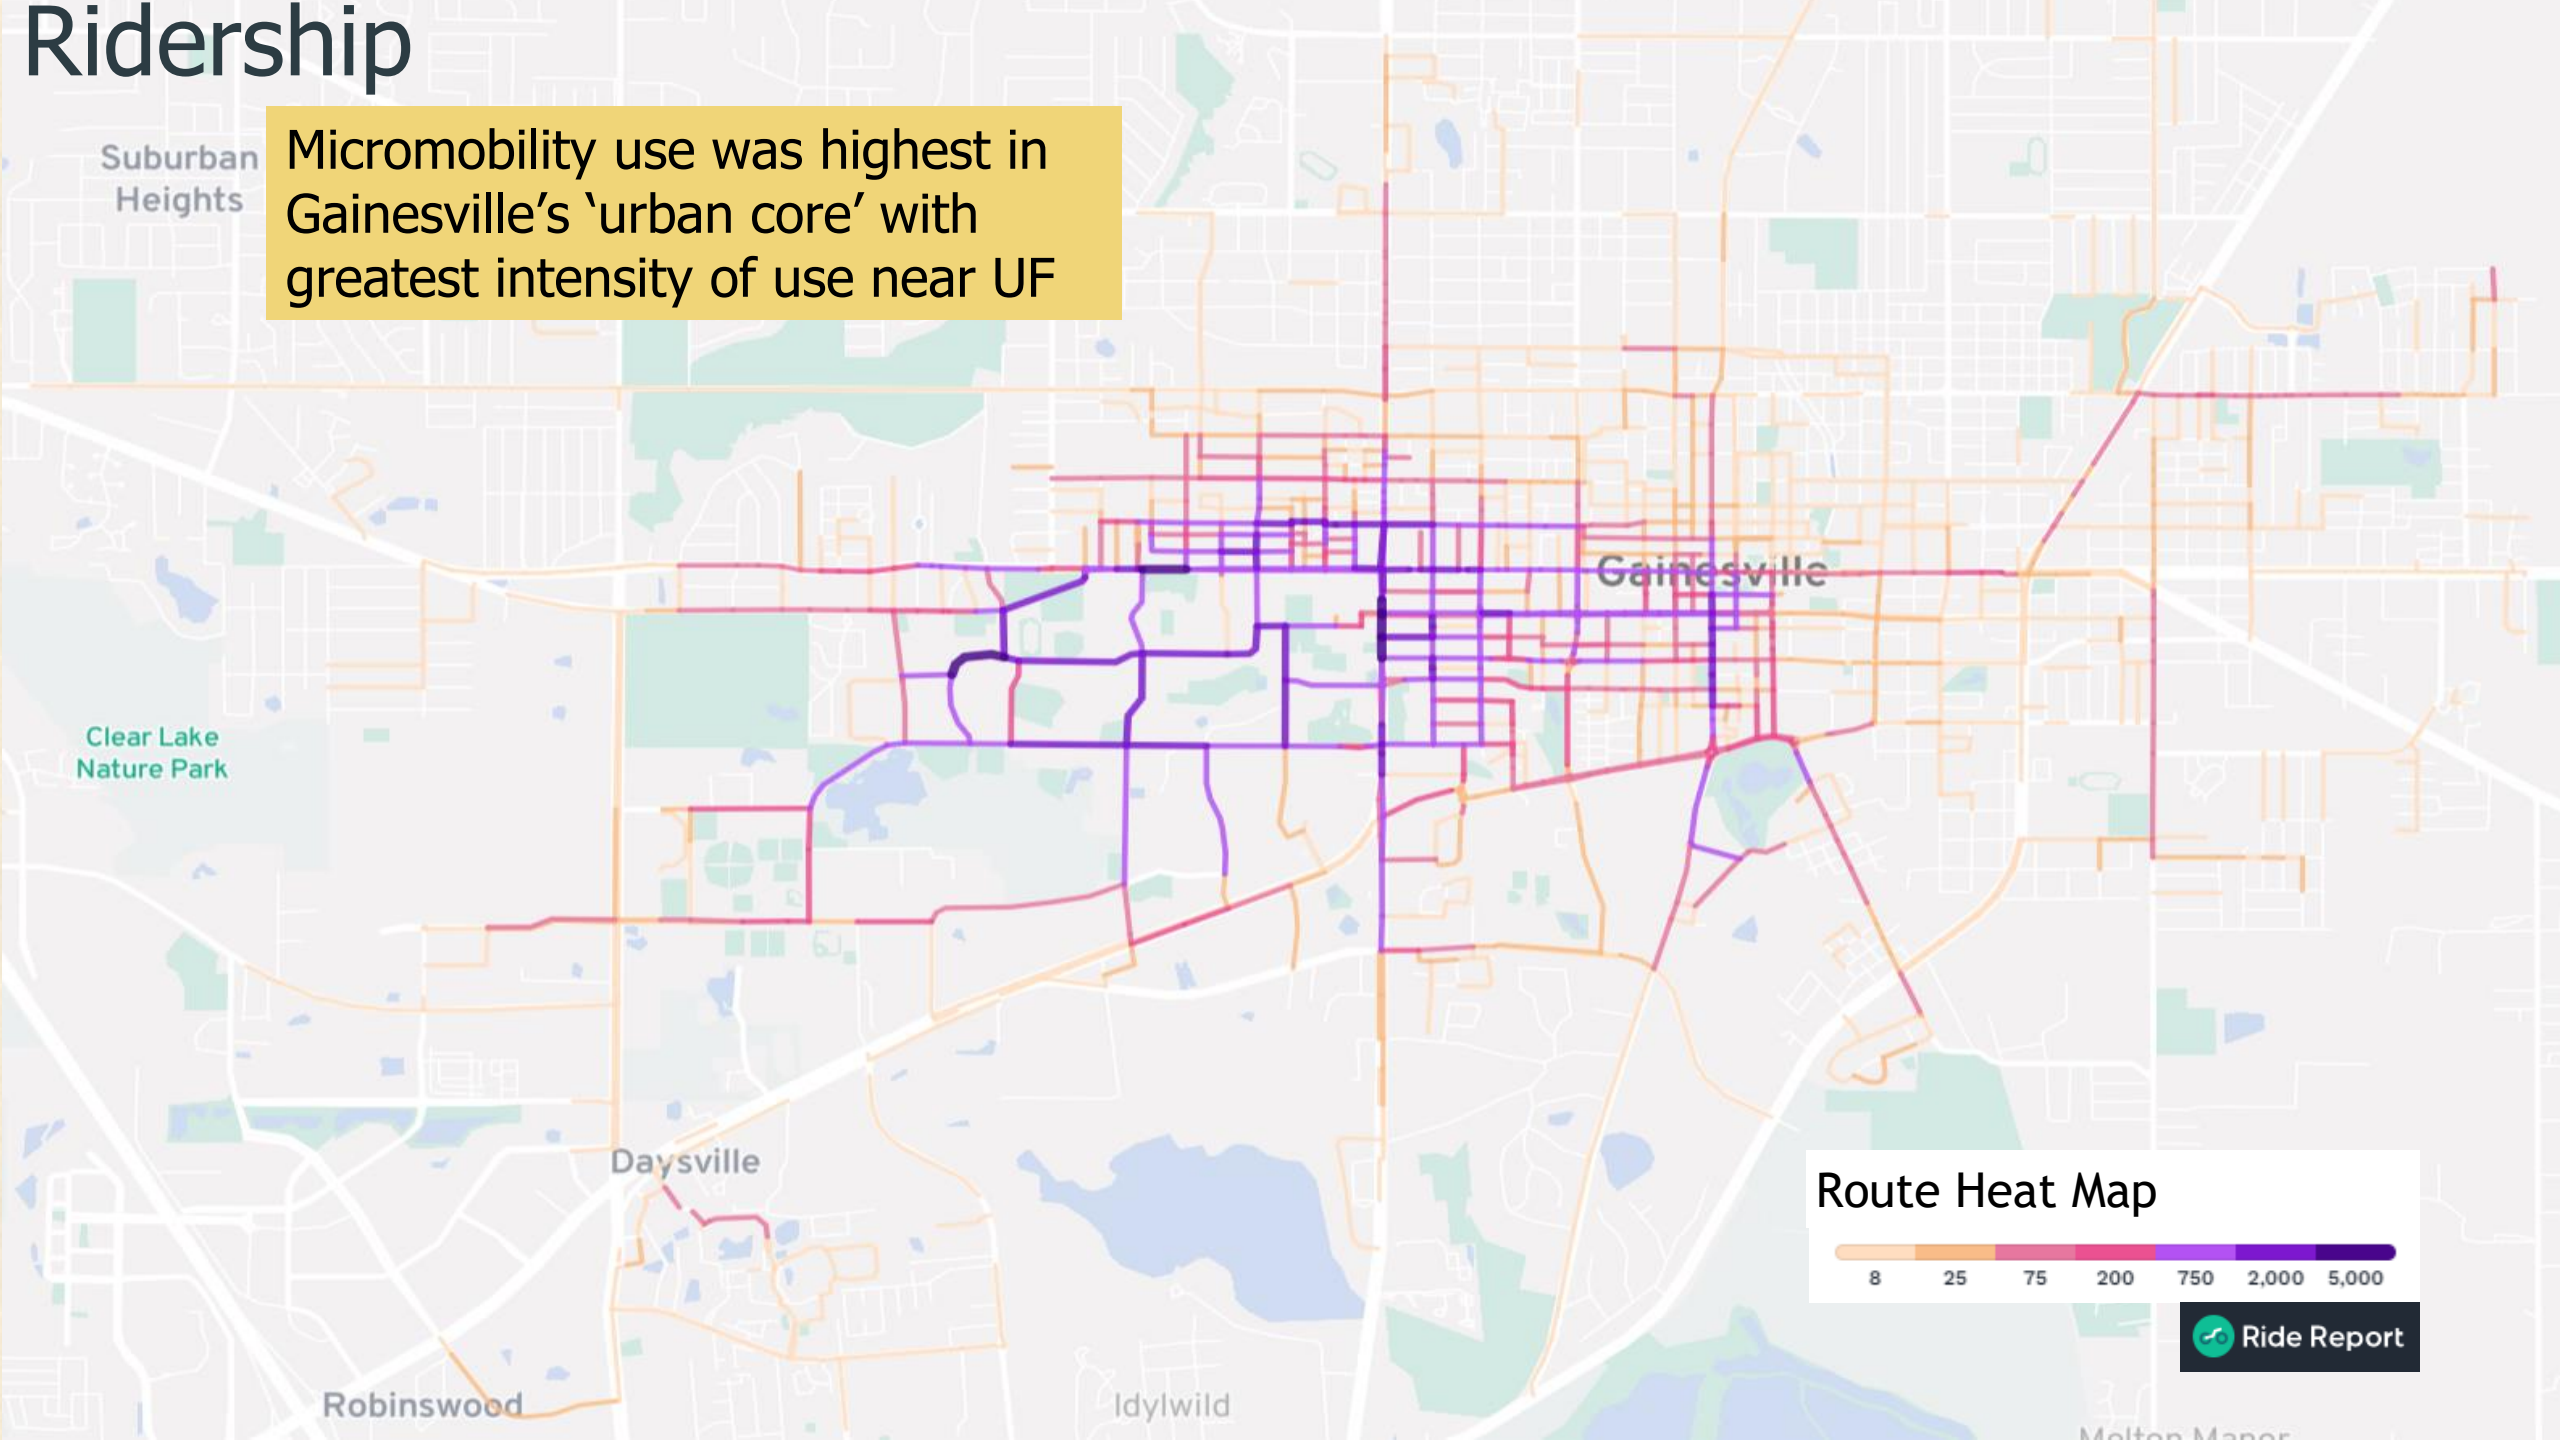 Ridership
Suburban
Heights
Micromobility use was highest in
Gainesville’s ‘urban core’ with
greatest intensity of use near UF
Gainesville
Clear Lake
Nature Park
Daysville
Robinswood
Idylwild
Route Heat Map
8 25 75 200 750 2,000 5,000
Ride Report
Melton Manor